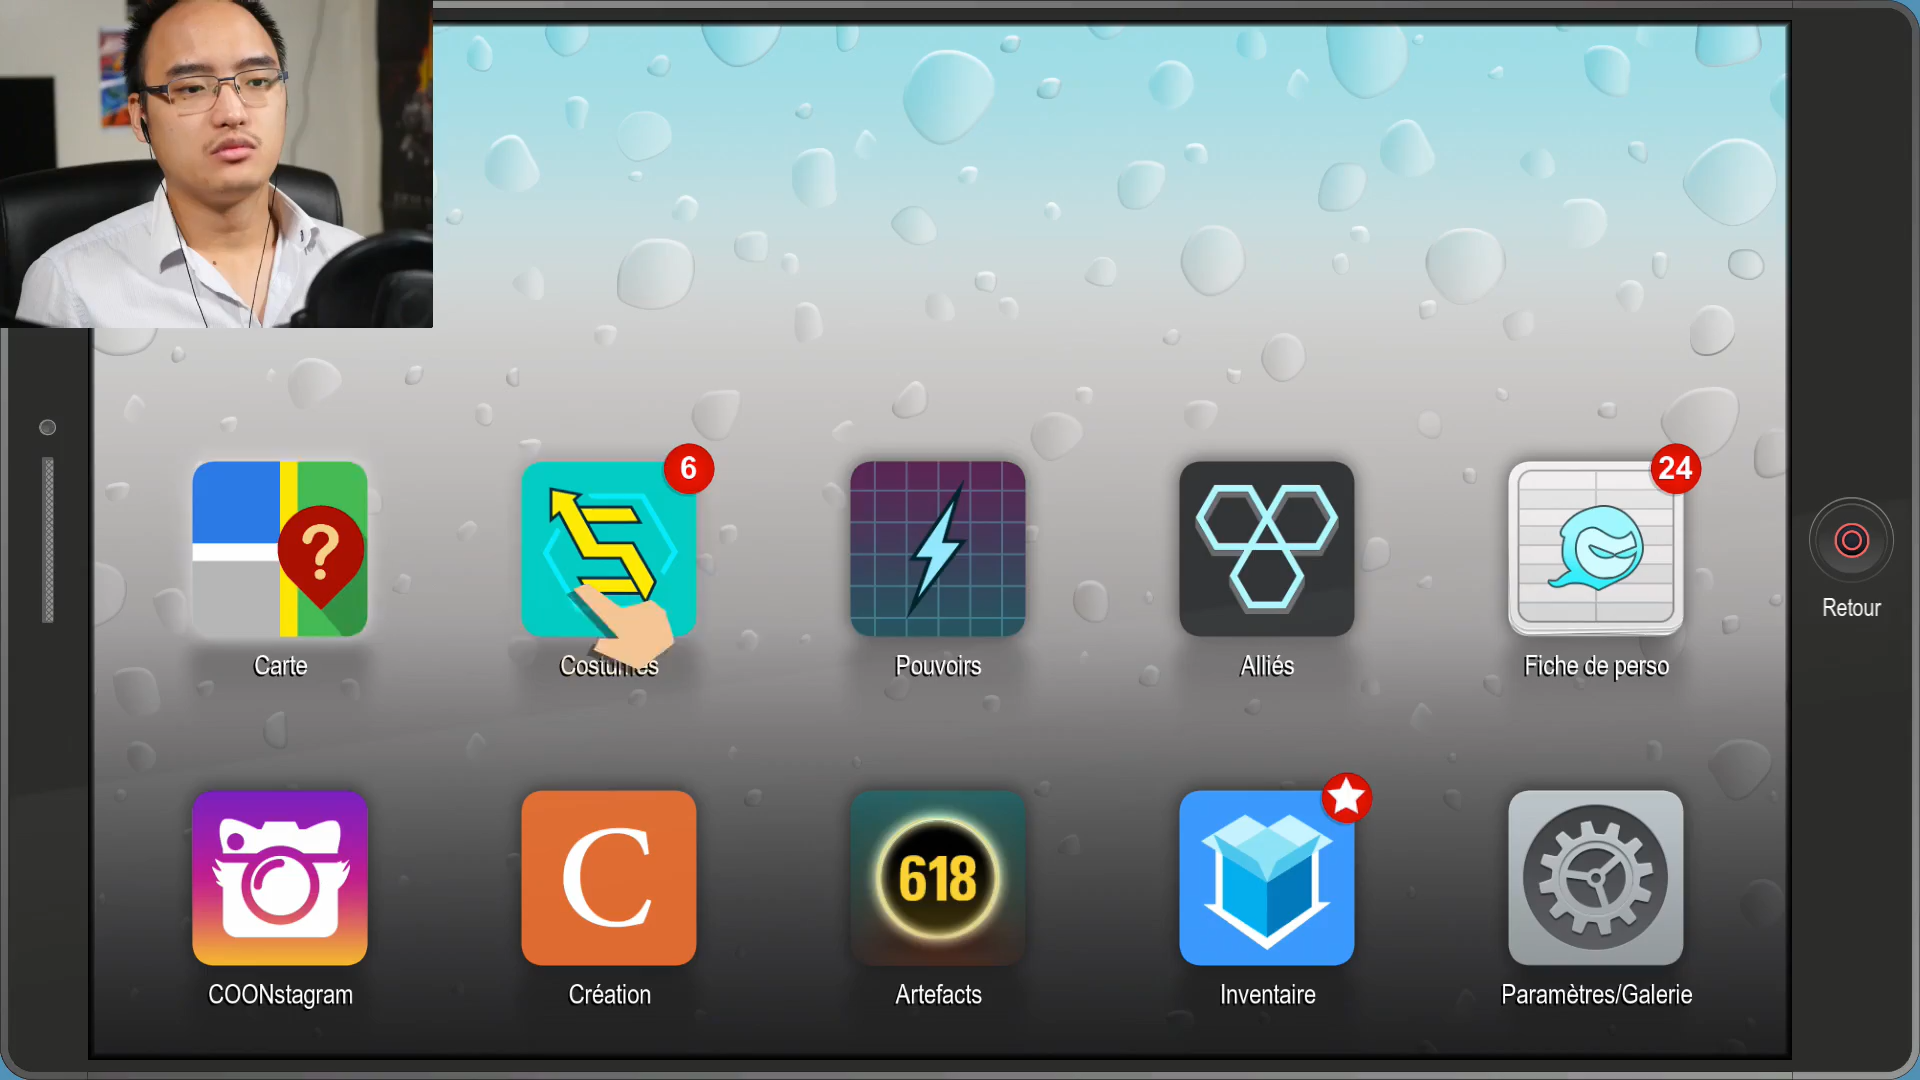 6
24
?
Carte
Costumes
Pouvoirs
Alliés
Fiche de perso
Retour
C
618
COONstagram
Création
Artefacts
Inventaire
Paramètres/Galerie